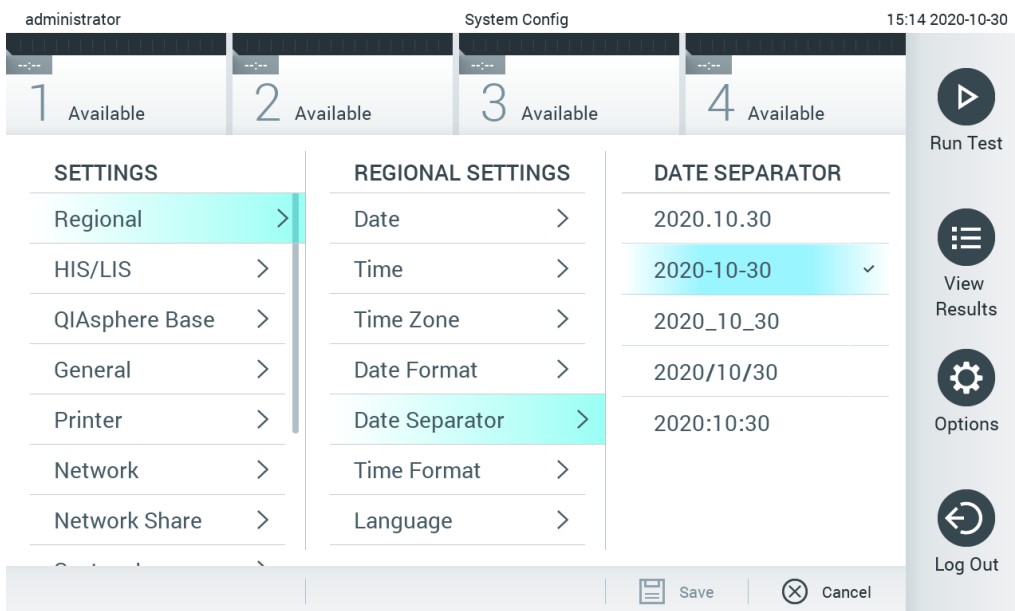 administrator
System Config
15:14 2020-10-30
--:--
1 Available
--:--
2 Available
--:--
3 Available
--:--
4 Available
Run Test
View
Results
Options
Log Out
SETTINGS
Regional
HIS/LIS
QIAsphere Base
General
Printer
Network
Network Share
REGIONAL SETTINGS
Date
Time
Time Zone
Date Format
Date Separator
Time Format
Language
DATE SEPARATOR
2020.10.30
2020-10-30
2020_10_30
2020/10/30
2020:10:30
Save
Cancel